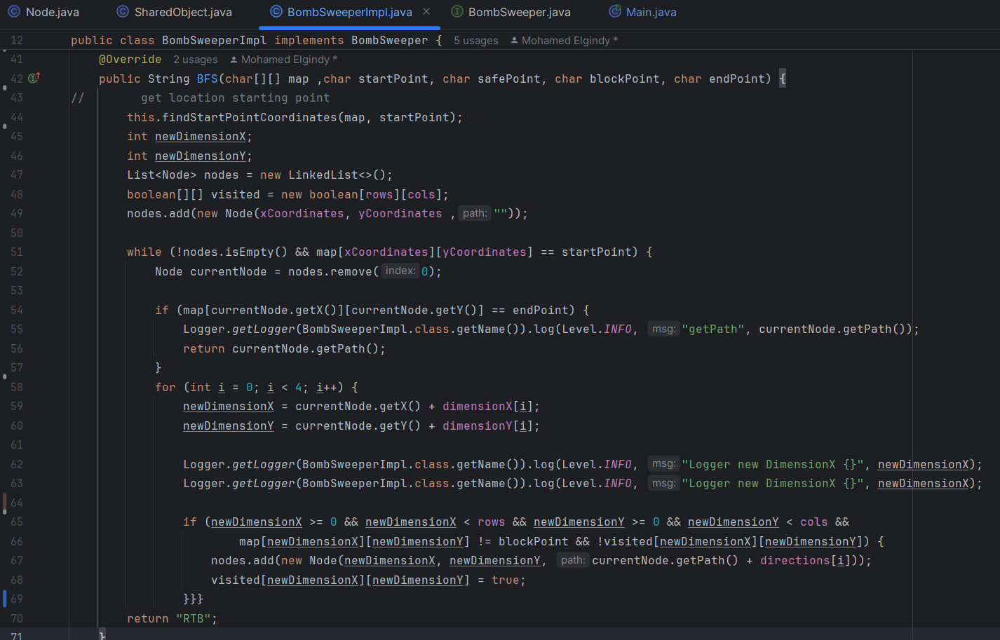 Node.java SharedObject.java BombSweeperImpl.java × BombSweeper.java Main.java
12 public class BombSweeperImpl implements BombSweeper { 5 usages Mohamed Elgindy *
41 @Override 2 usages Mohamed Elgindy *
42 public String BFS(char[][] map ,char startPoint, char safePoint, char blockPoint, char endPoint) {
43 // get location starting point
44 this.findStartPointCoordinates(map, startPoint);
45 int newDimensionX;
46 int newDimensionY;
47 List<Node> nodes = new LinkedList<>();
48 boolean[][] visited = new boolean[rows][cols];
49 nodes.add(new Node(xCoordinates, yCoordinates , path: ""));
50
51 while (!nodes.isEmpty() && map[xCoordinates][yCoordinates] == startPoint) {
52 Node currentNode = nodes.remove( index: 0);
53
54 if (map[currentNode.getX()][currentNode.getY()] == endPoint) {
55 Logger.getLogger(BombSweeperImpl.class.getName()).log(Level.INFO, msg: "getPath", currentNode.getPath());
56 return currentNode.getPath();
57 }
58 for (int i = 0; i < 4; i++) {
59 newDimensionX = currentNode.getX() + dimensionX[i];
60 newDimensionY = currentNode.getY() + dimensionY[i];
61
62 Logger.getLogger(BombSweeperImpl.class.getName()).log(Level.INFO, msg: "Logger new DimensionX {}", newDimensionX);
63 Logger.getLogger(BombSweeperImpl.class.getName()).log(Level.INFO, msg: "Logger new DimensionX {}", newDimensionX);
64
65 if (newDimensionX >= 0 && newDimensionX < rows && newDimensionY >= 0 && newDimensionY < cols &&
66 map[newDimensionX][newDimensionY] != blockPoint && !visited[newDimensionX][newDimensionY]) {
67 nodes.add(new Node(newDimensionX, newDimensionY, path: currentNode.getPath() + directions[i]));
68 visited[newDimensionX][newDimensionY] = true;
69 }}}
70 return "RTB";
71 }